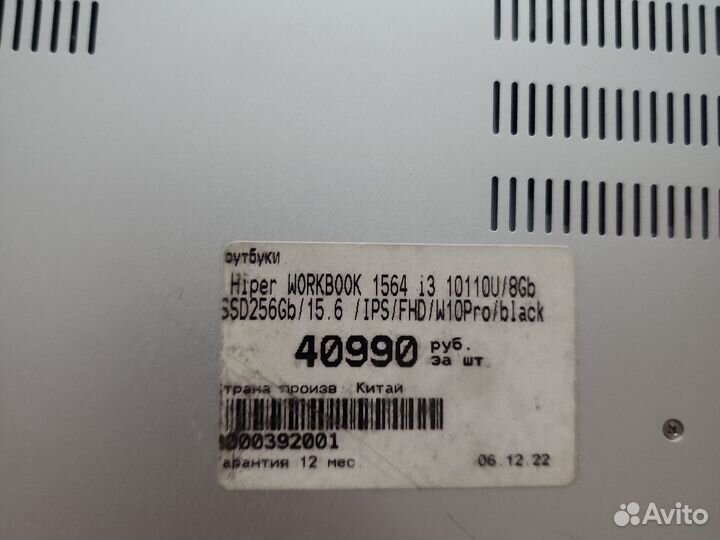 оутбуки
Hiper WORKBOOK 1564 i3 10110U/8Gb
SSD256Gb/15.6 /IPS/FHD/W10Pro/black
40990 руб.
за шт.
трана произв. Китай
000392001
арантия 12 мес. 06.12.22
Avito